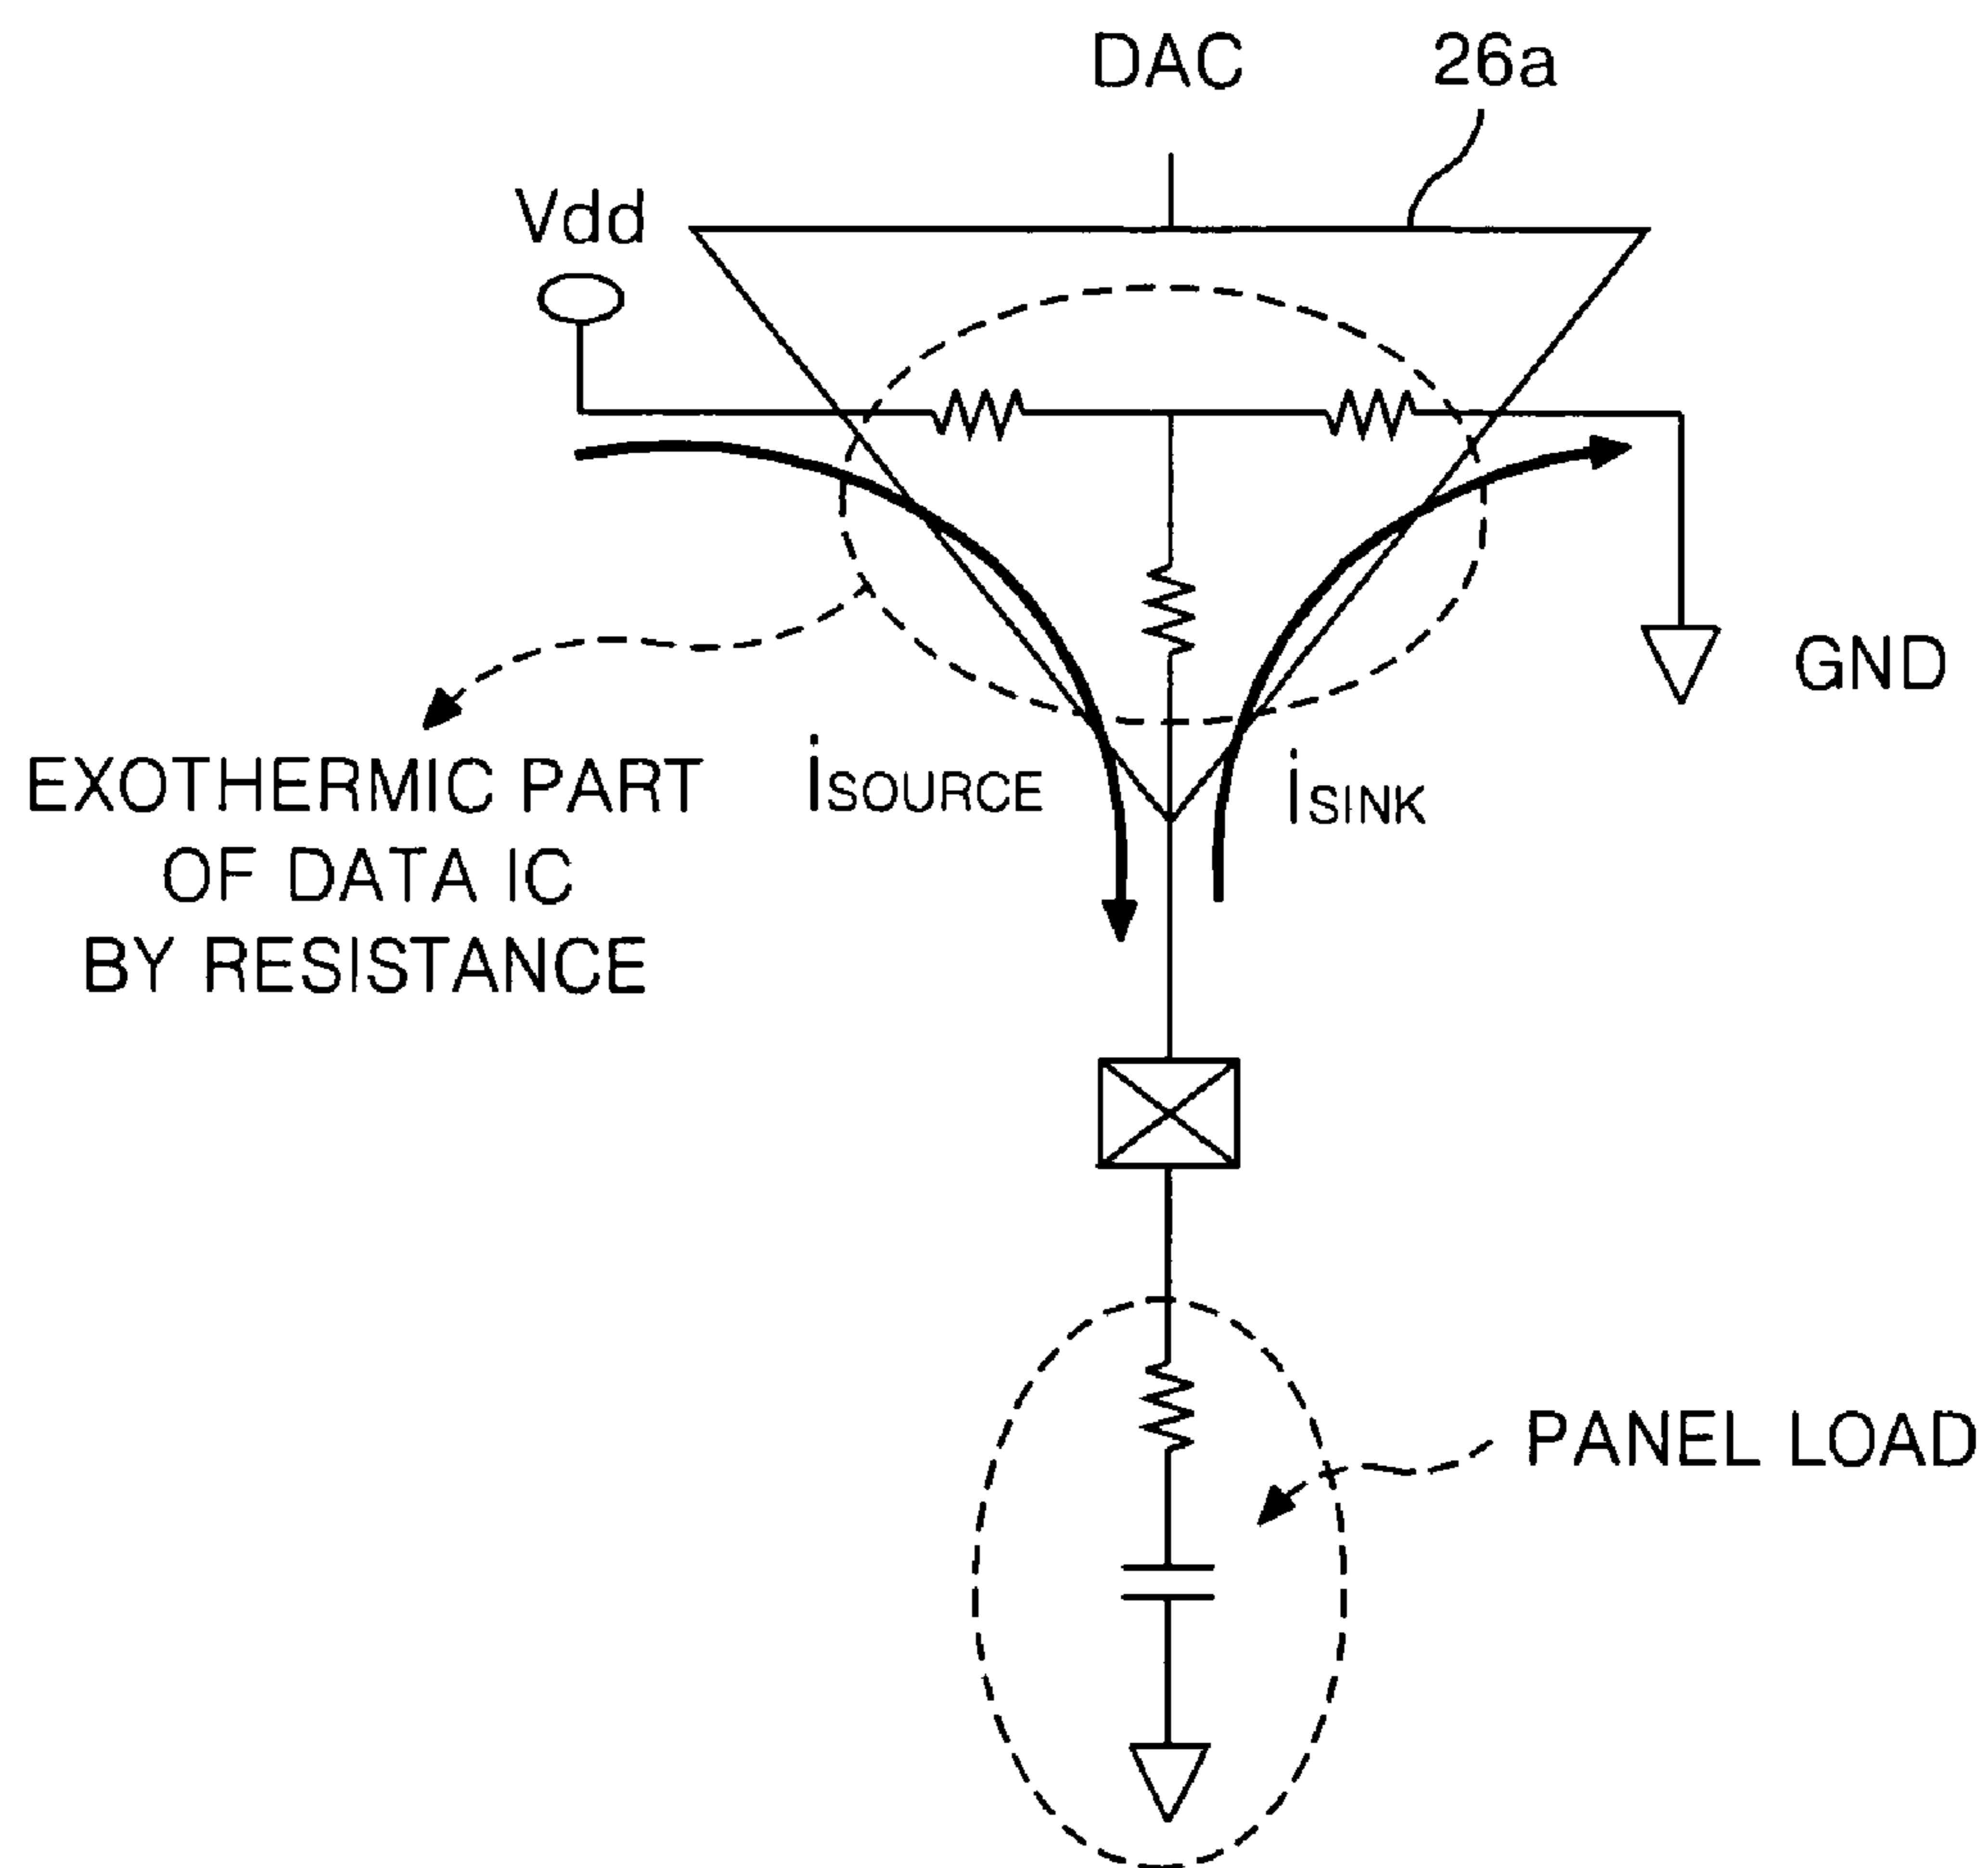 DAC
26a
Vdd
GND
EXOTHERMIC PART
OF DATA IC
BY RESISTANCE
iSOURCE
iSINK
PANEL LOAD